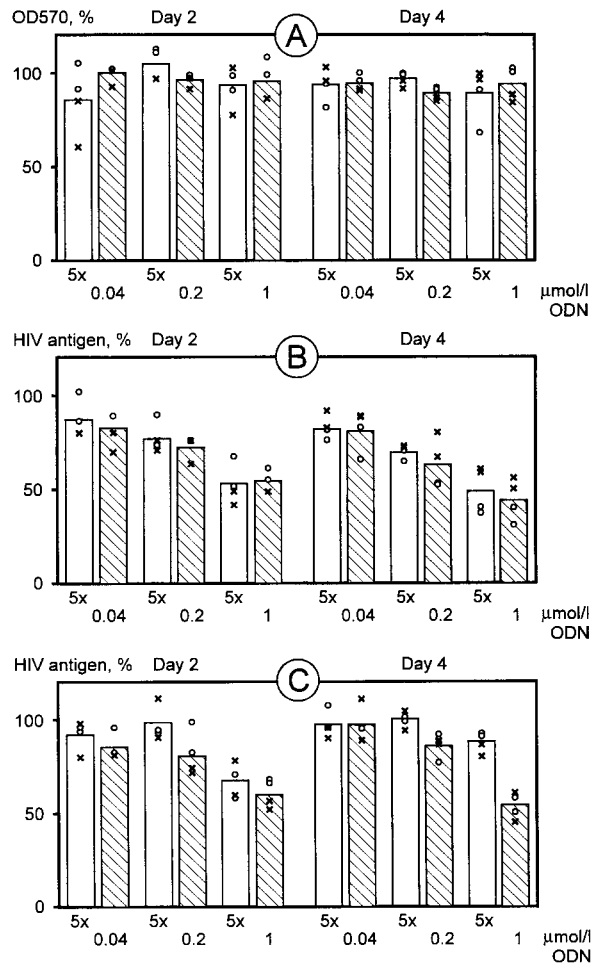 OD570, % Day 2 A Day 4
100
50
0
5x 5x 5x 5x 5x 5x
0.04 0.2 1 0.04 0.2 1 μmol/l
ODN
HIV antigen, % Day 2 B Day 4
100
50
0
5x 5x 5x 5x 5x 5x
0.04 0.2 1 0.04 0.2 1 μmol/l
ODN
HIV antigen, % Day 2 C Day 4
100
50
0
5x 5x 5x 5x 5x 5x
0.04 0.2 1 0.04 0.2 1 μmol/l
ODN